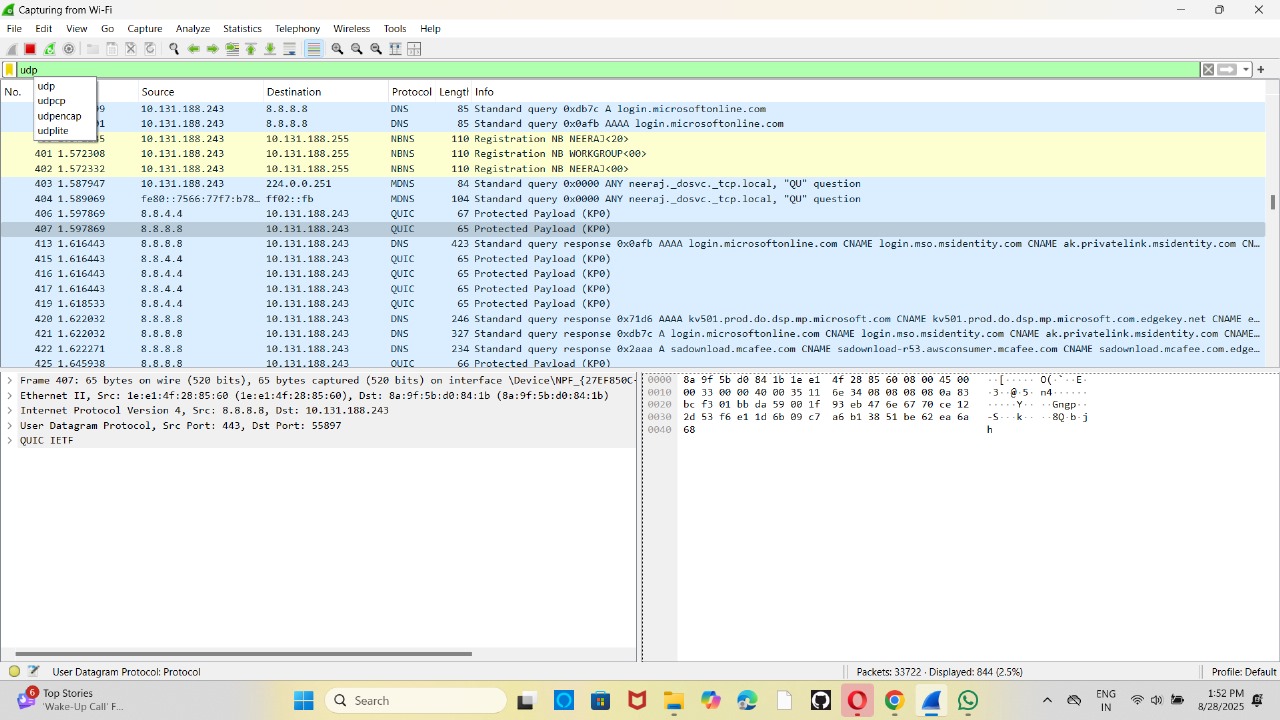 Capturing from Wi-Fi
File Edit View Go Capture Analyze Statistics Telephony Wireless Tools Help
udp
udp
udpcp
udpencap
udplite
No. Source Destination Protocol Length Info
10.131.188.243 8.8.8.8 DNS 85 Standard query 0xdb7c A login.microsoftonline.com
10.131.188.243 8.8.8.8 DNS 85 Standard query 0x0afb AAAA login.microsoftonline.com
10.131.188.243 10.131.188.255 NBNS 110 Registration NB NEERAJ<20>
401 1.572308 10.131.188.243 10.131.188.255 NBNS 110 Registration NB WORKGROUP<00>
402 1.572332 10.131.188.243 10.131.188.255 NBNS 110 Registration NB NEERAJ<00>
403 1.587947 10.131.188.243 224.0.0.251 MDNS 84 Standard query 0x0000 ANY neeraj._dosvc._tcp.local, "QU" question
404 1.589069 fe80::7566:77f7:b78… ff02::fb MDNS 104 Standard query 0x0000 ANY neeraj._dosvc._tcp.local, "QU" question
406 1.597869 8.8.4.4 10.131.188.243 QUIC 67 Protected Payload (KP0)
407 1.597869 8.8.8.8 10.131.188.243 QUIC 65 Protected Payload (KP0)
413 1.616443 8.8.8.8 10.131.188.243 DNS 423 Standard query response 0x0afb AAAA login.microsoftonline.com CNAME login.mso.msidentity.com CNAME ak.privatelink.msidentity.com CN…
415 1.616443 8.8.4.4 10.131.188.243 QUIC 65 Protected Payload (KP0)
416 1.616443 8.8.4.4 10.131.188.243 QUIC 65 Protected Payload (KP0)
417 1.616443 8.8.4.4 10.131.188.243 QUIC 65 Protected Payload (KP0)
419 1.618533 8.8.4.4 10.131.188.243 QUIC 65 Protected Payload (KP0)
420 1.622032 8.8.8.8 10.131.188.243 DNS 246 Standard query response 0x71d6 AAAA kv501.prod.do.dsp.mp.microsoft.com CNAME kv501.prod.do.dsp.mp.microsoft.com.edgekey.net CNAME e…
421 1.622032 8.8.8.8 10.131.188.243 DNS 327 Standard query response 0xdb7c A login.microsoftonline.com CNAME login.mso.msidentity.com CNAME ak.privatelink.msidentity.com CNAME…
422 1.622271 8.8.8.8 10.131.188.243 DNS 234 Standard query response 0x2aaa A sadownload.mcafee.com CNAME sadownload-r53.awsconsumer.mcafee.com CNAME sadownload.mcafee.com.edge…
425 1.645938 8.8.4.4 10.131.188.243 QUIC 66 Protected Payload (KP0)
Frame 407: 65 bytes on wire (520 bits), 65 bytes captured (520 bits) on interface \Device\NPF_{27EF850C-
Ethernet II, Src: 1e:e1:4f:28:85:60 (1e:e1:4f:28:85:60), Dst: 8a:9f:5b:d0:84:1b (8a:9f:5b:d0:84:1b)
Internet Protocol Version 4, Src: 8.8.8.8, Dst: 10.131.188.243
User Datagram Protocol, Src Port: 443, Dst Port: 55897
QUIC IETF
0000 8a 9f 5b d0 84 1b 1e e1 4f 28 85 60 08 00 45 00 ··[····· O(·`··E·
0010 00 33 00 00 40 00 35 11 6e 34 08 08 08 08 0a 83 ·3··@·5· n4······
0020 bc f3 01 bb da 59 00 1f 93 eb 47 6e 67 70 ce 12 ·····Y·· ··Gngp··
0030 2d 53 f6 e1 1d 6b 09 c7 a6 b1 38 51 be 62 ea 6a -S···k·· ··8Q·b·j
0040 68 h
User Datagram Protocol: Protocol
Packets: 33722 · Displayed: 844 (2.5%)
Profile: Default
6
Top Stories
'Wake-Up Call' F...
Search
ENG
IN
1:52 PM
8/28/2025